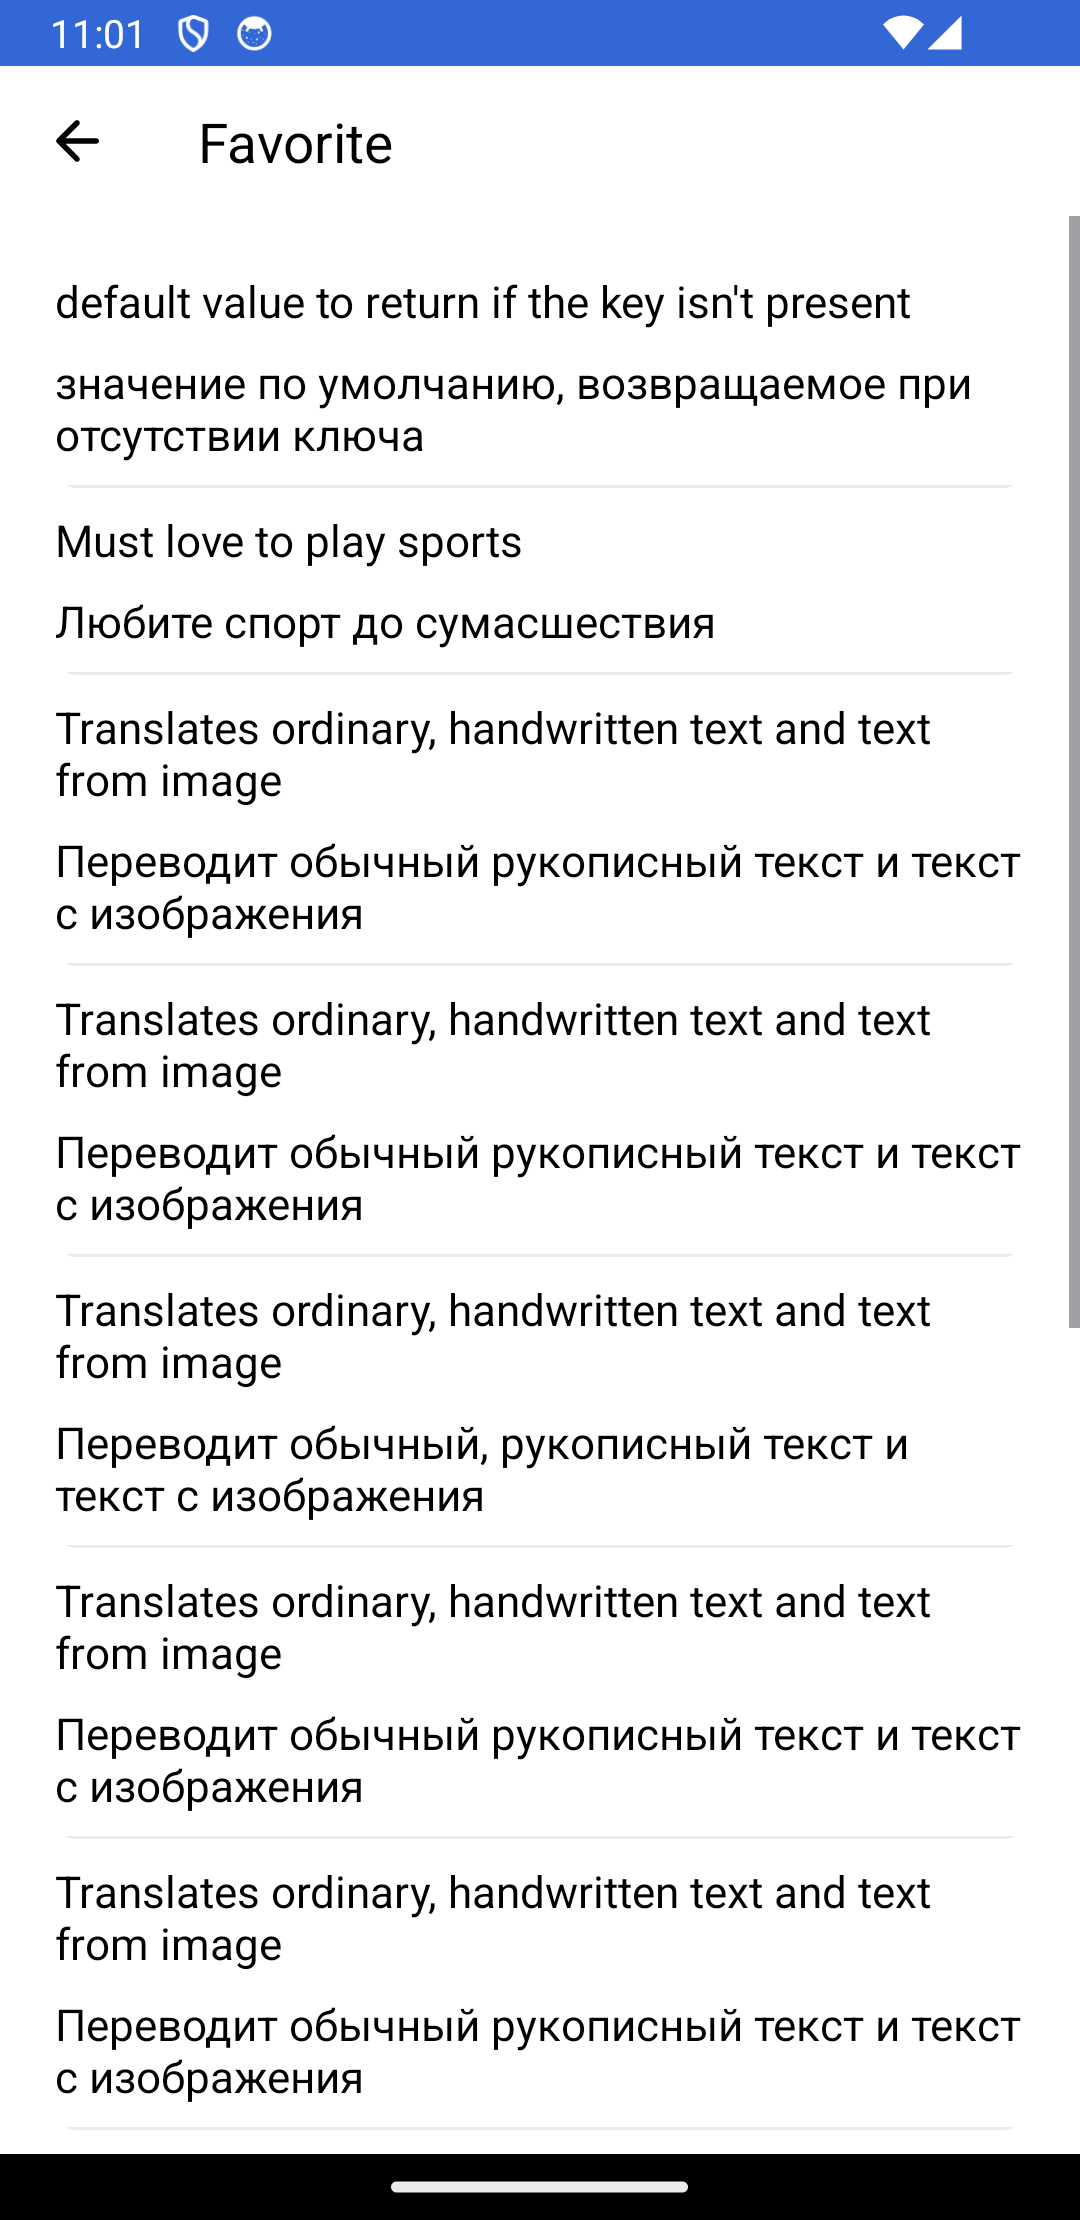 11:01
Favorite
default value to return if the key isn't present
значение по умолчанию, возвращаемое при
отсутствии ключа
Must love to play sports
Любите спорт до сумасшествия
Translates ordinary, handwritten text and text
from image
Переводит обычный рукописный текст и текст
с изображения
Translates ordinary, handwritten text and text
from image
Переводит обычный рукописный текст и текст
с изображения
Translates ordinary, handwritten text and text
from image
Переводит обычный, рукописный текст и
текст с изображения
Translates ordinary, handwritten text and text
from image
Переводит обычный рукописный текст и текст
с изображения
Translates ordinary, handwritten text and text
from image
Переводит обычный рукописный текст и текст
с изображения